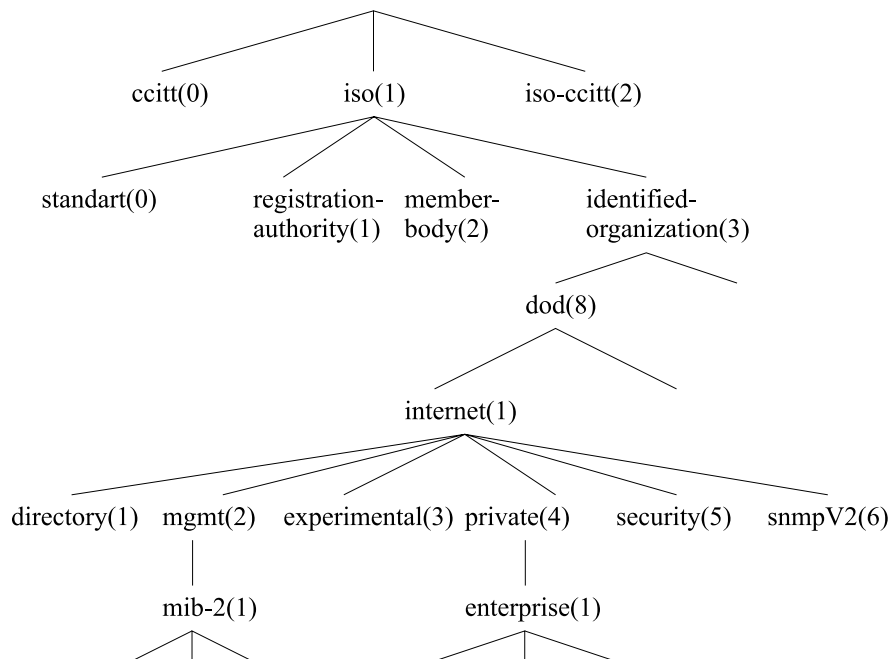 ccitt(0) iso(1) iso-ccitt(2)
standart(0) registration- member- identified-
authority(1) body(2) organization(3)
dod(8)
internet(1)
directory(1) mgmt(2) experimental(3) private(4) security(5) snmpV2(6)
mib-2(1) enterprise(1)